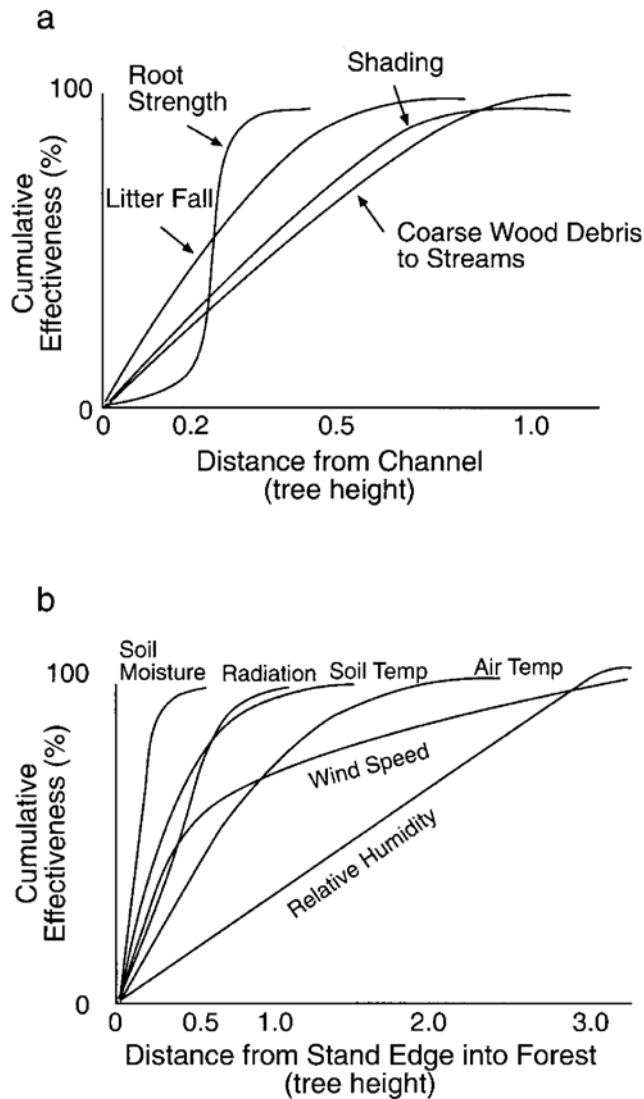 a
100
Cumulative
Effectiveness (%)
0
Root
Strength
Litter Fall
Shading
Coarse Wood Debris
to Streams
0
0.2
0.5
1.0
Distance from Channel
(tree height)
b
100
Cumulative
Effectiveness (%)
0
Soil
Moisture
Radiation
Soil Temp
Air Temp
Wind Speed
Relative Humidity
0
0.5
1.0
2.0
3.0
Distance from Stand Edge into Forest
(tree height)